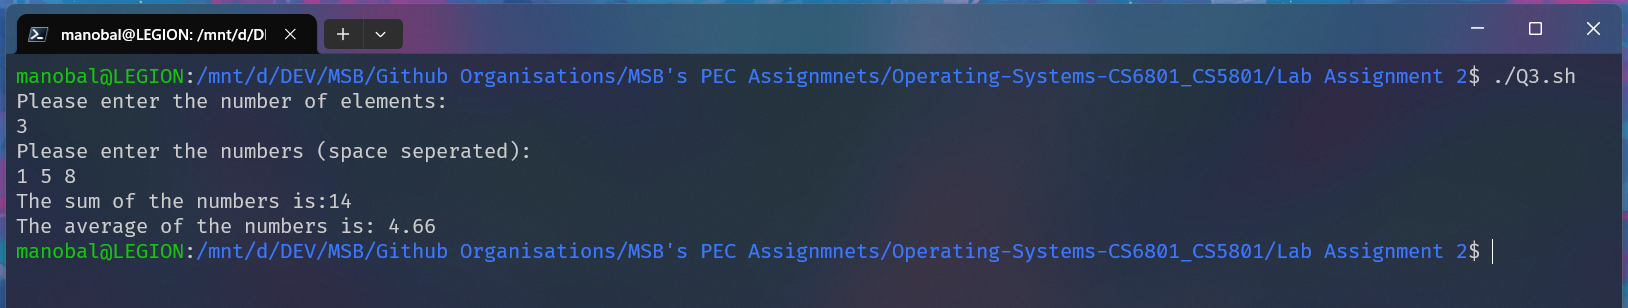 manobal@LEGION: /mnt/d/DI
manobal@LEGION:/mnt/d/DEV/MSB/Github Organisations/MSB's PEC Assignmnets/Operating-Systems-CS6801_CS5801/Lab Assignment 2$ ./Q3.sh
Please enter the number of elements:
3
Please enter the numbers (space seperated):
1 5 8
The sum of the numbers is:14
The average of the numbers is: 4.66
manobal@LEGION:/mnt/d/DEV/MSB/Github Organisations/MSB's PEC Assignmnets/Operating-Systems-CS6801_CS5801/Lab Assignment 2$